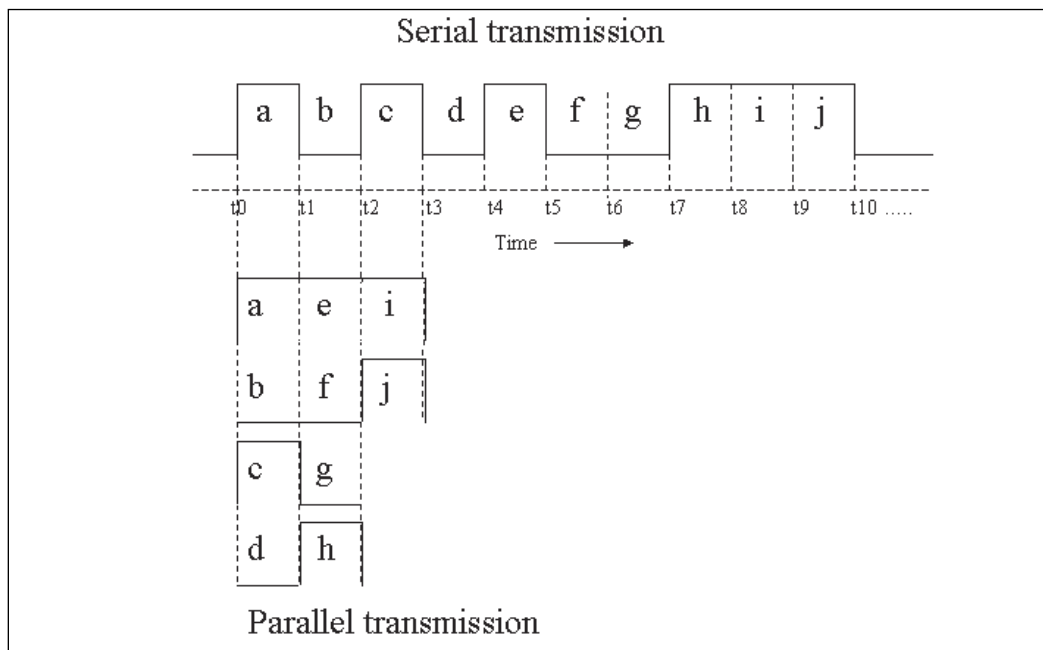 Serial transmission
a b c d e f g h i j
t0 t1 t2 t3 t4 t5 t6 t7 t8 t9 t10 .....
Time
a e i
b f j
c g
d h
Parallel transmission